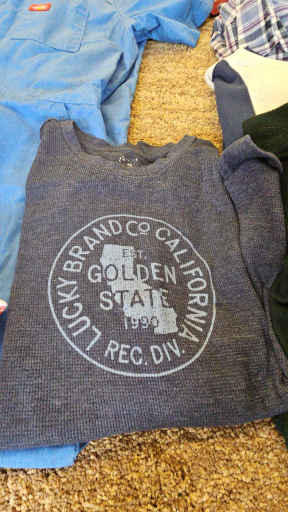 LUCKY BRAND CO CALIFORNIA
EST.
GOLDEN
STATE
1990
REC. DIV.